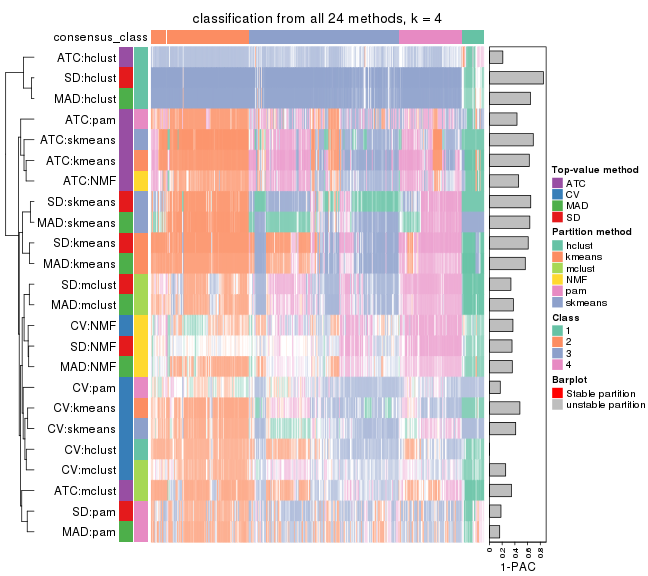 classification from all 24 methods, k = 4
consensus_class
ATC:hclust
SD:hclust
MAD:hclust
ATC:pam
ATC:skmeans
ATC:kmeans
ATC:NMF
SD:skmeans
MAD:skmeans
SD:kmeans
MAD:kmeans
SD:mclust
MAD:mclust
CV:NMF
SD:NMF
MAD:NMF
CV:pam
CV:kmeans
CV:skmeans
CV:hclust
CV:mclust
ATC:mclust
SD:pam
MAD:pam
0
0.2
0.4
0.6
0.8
1-PAC
Top-value method
ATC
CV
MAD
SD
Partition method
hclust
kmeans
mclust
NMF
pam
skmeans
Class
1
2
3
4
Barplot
Stable partition
unstable partition